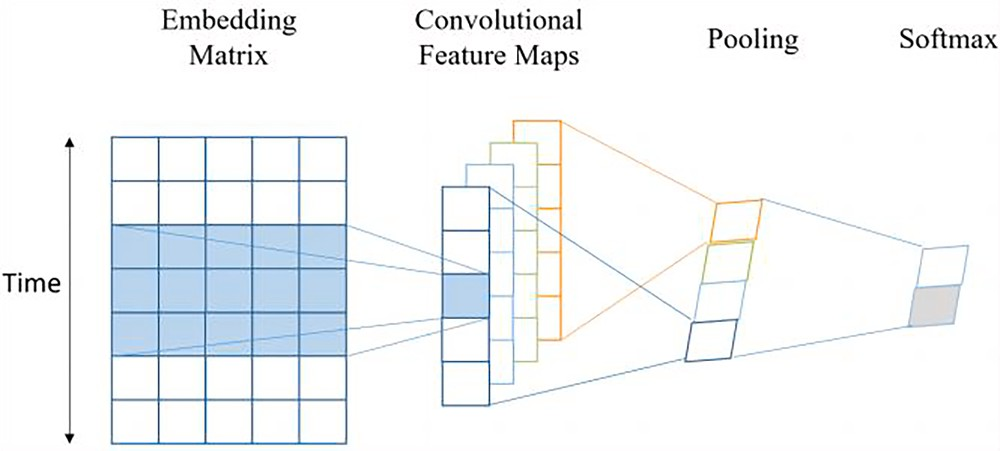 Embedding
Matrix
Convolutional
Feature Maps
Pooling
Softmax
Time